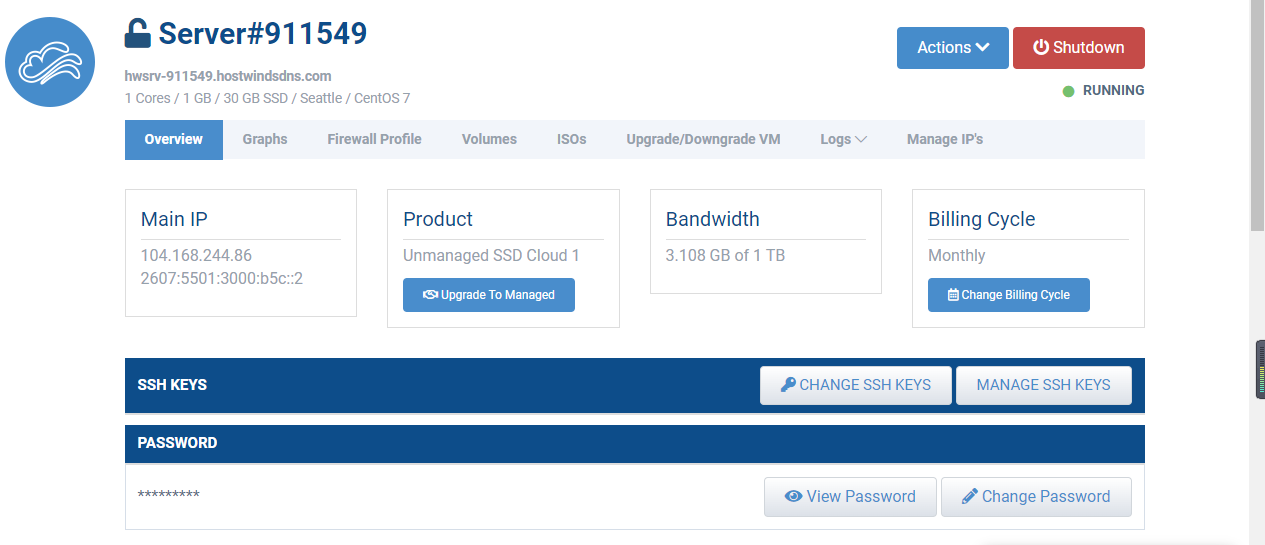 Server#911549
Actions
Shutdown
hwsrv-911549.hostwindsdns.com
1 Cores / 1 GB / 30 GB SSD / Seattle / CentOS 7
RUNNING
Overview Graphs Firewall Profile Volumes ISOs Upgrade/Downgrade VM Logs Manage IP's
Main IP
104.168.244.86
2607:5501:3000:b5c::2
Product
Unmanaged SSD Cloud 1
Upgrade To Managed
Bandwidth
3.108 GB of 1 TB
Billing Cycle
Monthly
Change Billing Cycle
SSH KEYS
CHANGE SSH KEYS
MANAGE SSH KEYS
PASSWORD
*********
View Password
Change Password